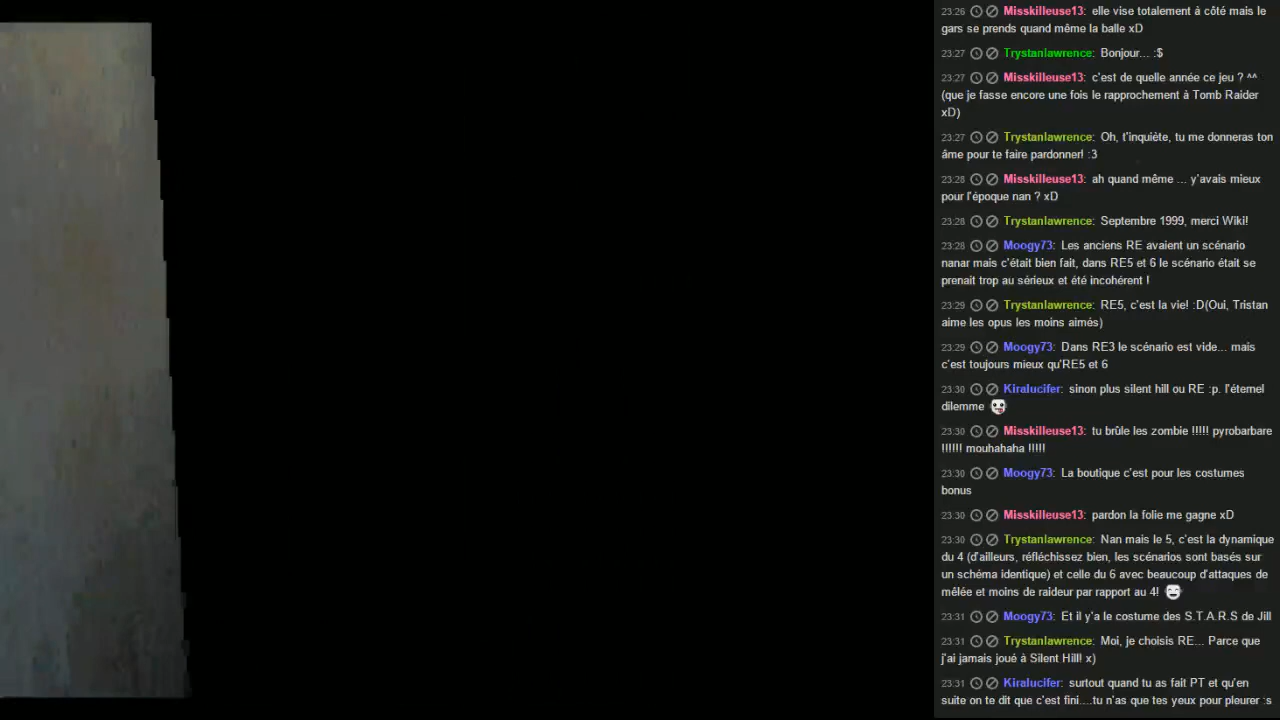 23:26 Misskilleuse13: elle vise totalement à côté mais le
gars se prends quand même la balle xD
23:27 Trystanlawrence: Bonjour... :$
23:27 Misskilleuse13: c'est de quelle année ce jeu ? ^^
(que je fasse encore une fois le rapprochement à Tomb Raider
xD)
23:27 Trystanlawrence: Oh, t'inquiète, tu me donneras ton
âme pour te faire pardonner! :3
23:28 Misskilleuse13: ah quand même ... y'avais mieux
pour l'époque nan ? xD
23:28 Trystanlawrence: Septembre 1999, merci Wiki!
23:28 Moogy73: Les anciens RE avaient un scénario
nanar mais c'était bien fait, dans RE5 et 6 le scénario était se
prenait trop au sérieux et été incohérent !
23:29 Trystanlawrence: RE5, c'est la vie! :D(Oui, Tristan
aime les opus les moins aimés)
23:29 Moogy73: Dans RE3 le scénario est vide... mais
c'est toujours mieux qu'RE5 et 6
23:30 Kiralucifer: sinon plus silent hill ou RE :p. l'éternel
dilemme
23:30 Misskilleuse13: tu brûle les zombie !!!!! pyrobarbare
!!!!!! mouhahaha !!!!!
23:30 Moogy73: La boutique c'est pour les costumes
bonus
23:30 Misskilleuse13: pardon la folie me gagne xD
23:30 Trystanlawrence: Nan mais le 5, c'est la dynamique
du 4 (d'ailleurs, réfléchissez bien, les scénarios sont basés sur
un schéma identique) et celle du 6 avec beaucoup d'attaques de
mêlée et moins de raideur par rapport au 4!
23:31 Moogy73: Et il y'a le costume des S.T.A.R.S de Jill
23:31 Trystanlawrence: Moi, je choisis RE... Parce que
j'ai jamais joué à Silent Hill! x)
23:31 Kiralucifer: surtout quand tu as fait PT et qu'en
suite on te dit que c'est fini....tu n'as que tes yeux pour pleurer :s